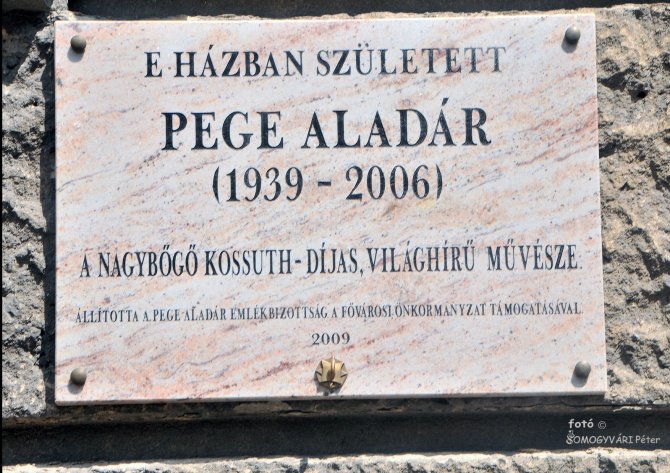 E HÁZBAN SZÜLETETT
PEGE ALADÁR
(1939 - 2006)
A NAGYBŐGŐ KOSSUTH-DÍJAS, VILÁGHÍRŰ MŰVÉSZE.
ÁLLÍTOTTA A PEGE ALADÁR EMLÉKBIZOTTSÁG A FŐVÁROSI ÖNKORMÁNYZAT TÁMOGATÁSÁVAL.
2009
fotó ©
SOMOGYVÁRI Péter